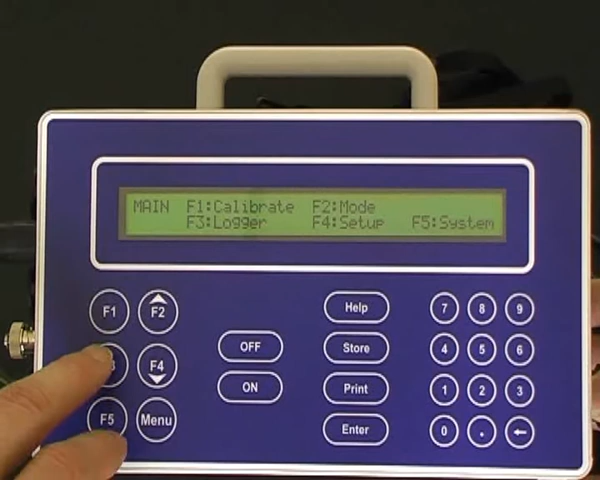 MAIN F1:Calibrate F2:Mode
F3:Logger F4:Setup F5:System
F1 F2 Help 7 8 9
OFF Store 4 5 6
F4
ON Print 1 2 3
F5 Menu Enter 0 . ←